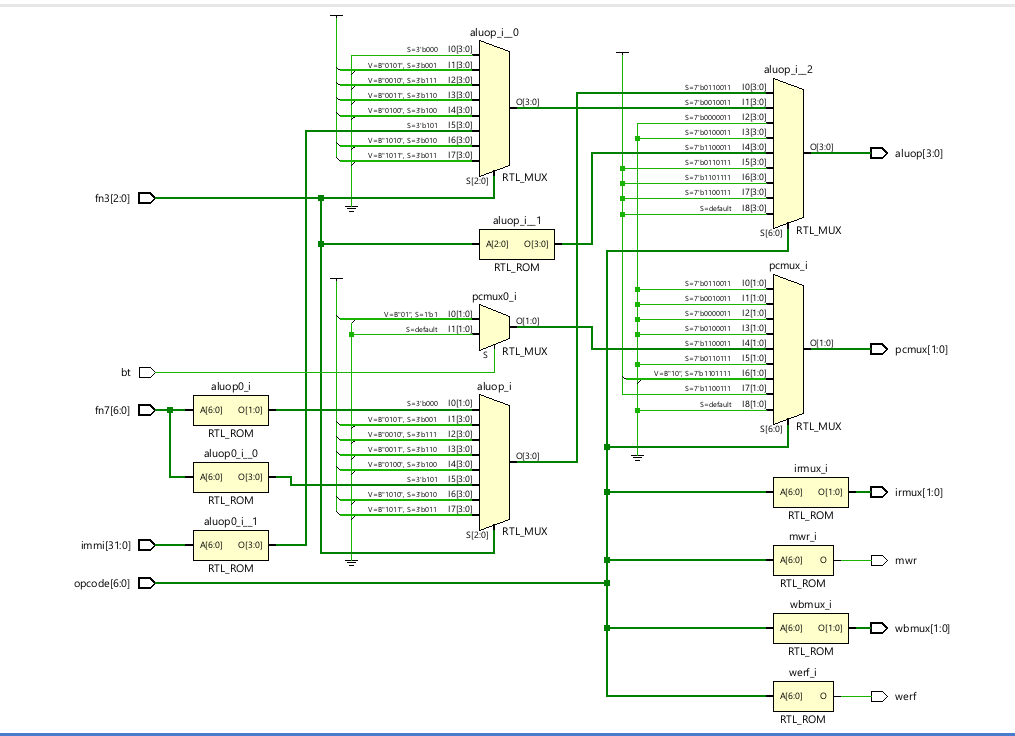 aluop_i__0
S=3'b000 I0[3:0]
V=B"0101", S=3'b001 I1[3:0]
V=B"0010", S=3'b111 I2[3:0]
V=B"0011", S=3'b110 I3[3:0]
V=B"0100", S=3'b100 I4[3:0]
S=3'b101 I5[3:0]
V=B"1010", S=3'b010 I6[3:0]
V=B"1011", S=3'b011 I7[3:0]
O[3:0]
S[2:0]
RTL_MUX
aluop_i__2
S=7'b0110011 I0[3:0]
S=7'b0010011 I1[3:0]
S=7'b0000011 I2[3:0]
S=7'b0100011 I3[3:0]
S=7'b1100011 I4[3:0]
S=7'b0110111 I5[3:0]
S=7'b1101111 I6[3:0]
S=7'b1100111 I7[3:0]
S=default I8[3:0]
O[3:0]
S[6:0]
RTL_MUX
aluop[3:0]
fn3[2:0]
aluop_i__1
A[2:0] O[3:0]
RTL_ROM
pcmux_i
S=7'b0110011 I0[1:0]
S=7'b0010011 I1[1:0]
S=7'b0000011 I2[1:0]
S=7'b0100011 I3[1:0]
S=7'b1100011 I4[1:0]
S=7'b0110111 I5[1:0]
V=B"10", S=7'b1101111 I6[1:0]
S=7'b1100111 I7[1:0]
S=default I8[1:0]
O[1:0]
S[6:0]
RTL_MUX
pcmux[1:0]
pcmux0_i
V=B"01", S=1'b1 I0[1:0]
S=default I1[1:0]
O[1:0]
S
RTL_MUX
bt
aluop0_i
fn7[6:0]
A[6:0] O[1:0]
RTL_ROM
aluop0_i__0
A[6:0] O[3:0]
RTL_ROM
aluop0_i__1
immi[31:0]
A[6:0] O[3:0]
RTL_ROM
opcode[6:0]
aluop_i
S=3'b000 I0[1:0]
V=B"0101", S=3'b001 I1[3:0]
V=B"0010", S=3'b111 I2[3:0]
V=B"0011", S=3'b110 I3[3:0]
V=B"0100", S=3'b100 I4[3:0]
S=3'b101 I5[3:0]
V=B"1010", S=3'b010 I6[3:0]
V=B"1011", S=3'b011 I7[3:0]
O[3:0]
S[2:0]
RTL_MUX
irmux_i
A[6:0] O[1:0]
RTL_ROM
irmux[1:0]
mwr_i
A[6:0] O
RTL_ROM
mwr
wbmux_i
A[6:0] O[1:0]
RTL_ROM
wbmux[1:0]
werf_i
A[6:0] O
RTL_ROM
werf